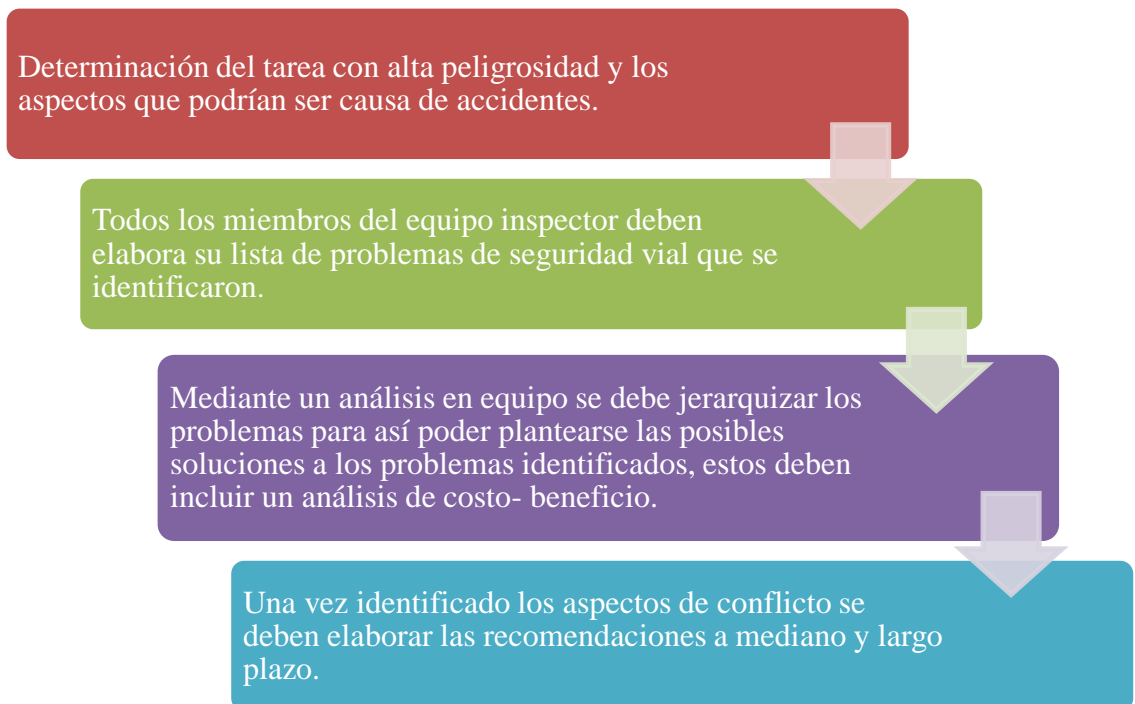 Determinación del tarea con alta peligrosidad y los
aspectos que podrían ser causa de accidentes.
Todos los miembros del equipo inspector deben
elabora su lista de problemas de seguridad vial que se
identificaron.
Mediante un análisis en equipo se debe jerarquizar los
problemas para así poder plantearse las posibles
soluciones a los problemas identificados, estos deben
incluir un análisis de costo- beneficio.
Una vez identificado los aspectos de conflicto se
deben elaborar las recomendaciones a mediano y largo
plazo.